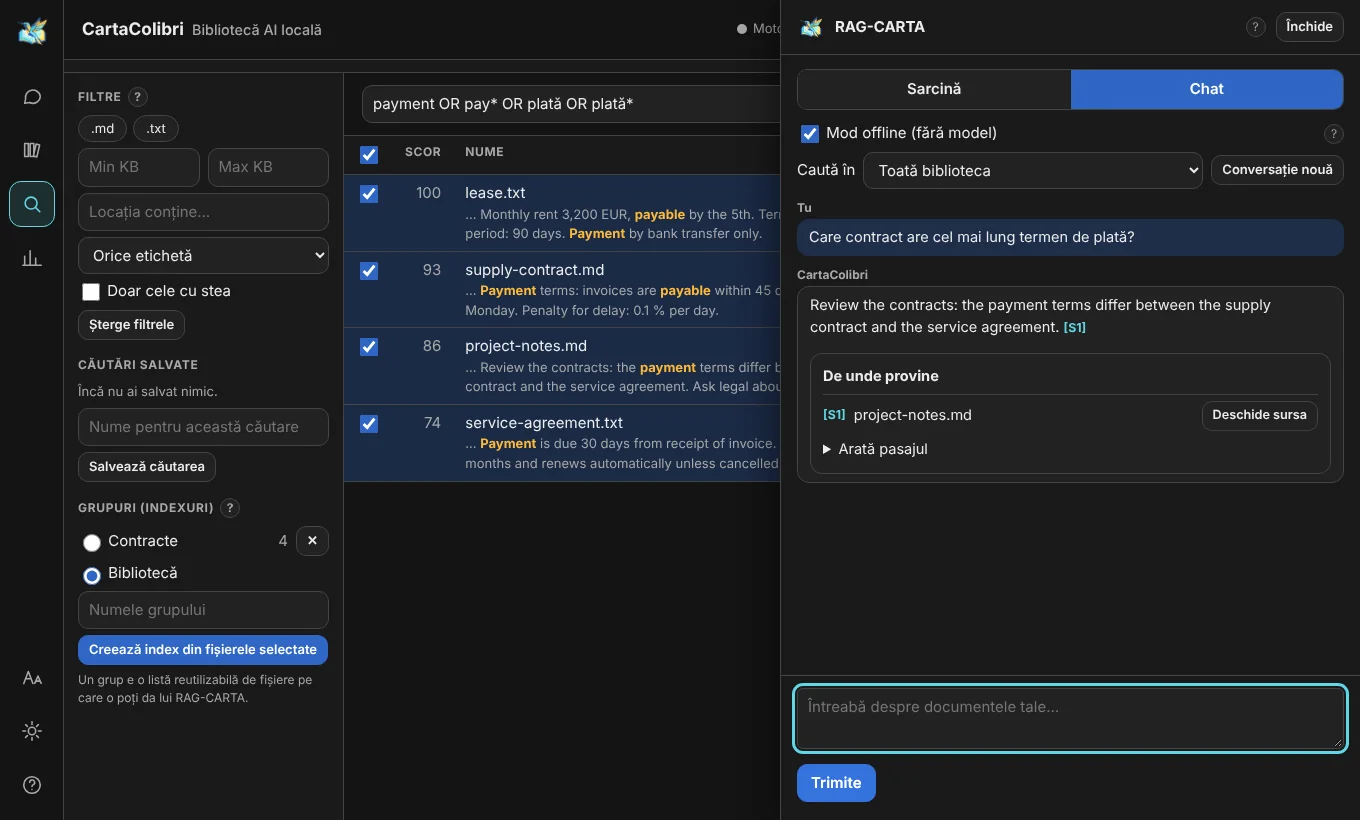 CartaColibri Bibliotecă AI locală
FILTRE ?
.md .txt
Min KB Max KB
Locația conține...
Orice etichetă
Doar cele cu stea
Șterge filtrele
CĂUTĂRI SALVATE
Încă nu ai salvat nimic.
Nume pentru această căutare
Salvează căutarea
GRUPURI (INDEXURI) ?
Contracte 4 ×
Bibliotecă
Numele grupului
Creează index din fișierele selectate
Un grup e o listă reutilizabilă de fișiere pe
care o poți da lui RAG-CARTA.
AA
payment OR pay* OR plată OR plată*
SCOR NUME
100 lease.txt
... Monthly rent 3,200 EUR, payable by the 5th.
period: 90 days. Payment by bank transfer only.
93 supply-contract.md
... Payment terms: invoices are payable within 45
Monday. Penalty for delay: 0.1 % per day.
86 project-notes.md
... Review the contracts: the payment terms differ
contract and the service agreement. Ask legal
74 service-agreement.txt
... Payment is due 30 days from receipt of invoice.
months and renews automatically unless cancelled
RAG-CARTA ? Închide
Sarcină Chat
Mod offline (fără model) ?
Caută în Toată biblioteca Conversație nouă
Tu
Care contract are cel mai lung termen de plată?
CartaColibri
Review the contracts: the payment terms differ between the supply
contract and the service agreement. [S1]
De unde provine
[S1] project-notes.md Deschide sursa
Arată pasajul
Întreabă despre documentele tale...
Trimite